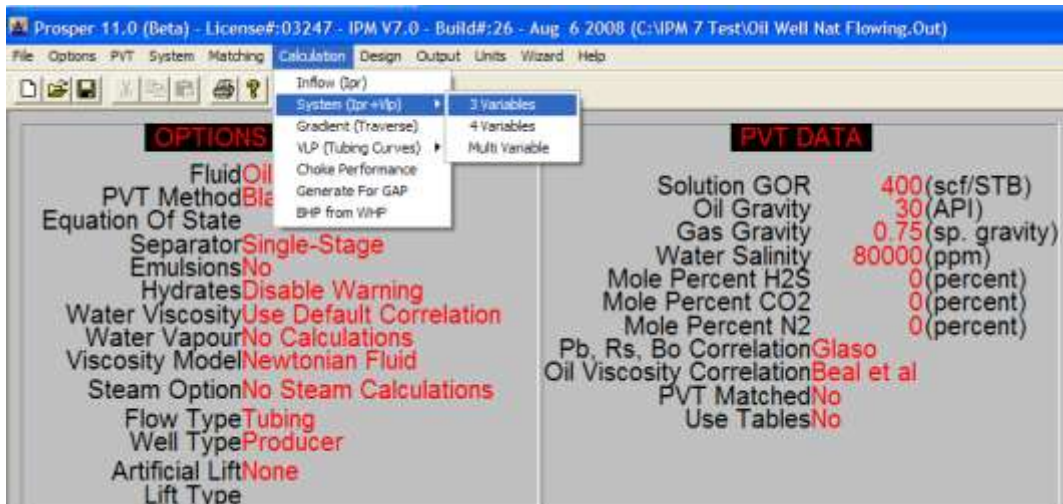 Prosper 11.0 (Beta) - License#:03247 - IPM V7.0 - Build#:26 - Aug 6 2008 (C:\IPM 7 Test\Oil Well Nat Flowing.Out)
File Options PVT System Matching Calculation Design Output Units Wizard Help
Inflow (Ipr)
System (Ipr+Vlp)
Gradient (Traverse)
VLP (Tubing Curves)
Choke Performance
Generate For GAP
BHP from WHP
3 Variables
4 Variables
Multi Variable
OPTIONS
Fluid Oil
PVT Method Bla
Equation Of State
Separator Single-Stage
Emulsions No
Hydrates Disable Warning
Water Viscosity Use Default Correlation
Water Vapour No Calculations
Viscosity Model Newtonian Fluid
Steam Option No Steam Calculations
Flow Type Tubing
Well Type Producer
Artificial Lift None
Lift Type
PVT DATA
Solution GOR 400 (scf/STB)
Oil Gravity 30 (API)
Gas Gravity 0.75 (sp. gravity)
Water Salinity 80000 (ppm)
Mole Percent H2S 0 (percent)
Mole Percent CO2 0 (percent)
Mole Percent N2 0 (percent)
Pb, Rs, Bo Correlation Glaso
Oil Viscosity Correlation Beal et al
PVT Matched No
Use Tables No